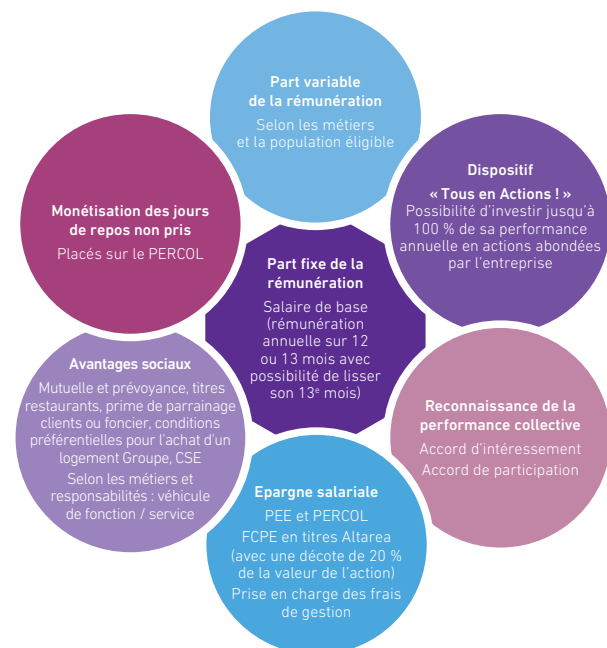 Part variable
de la rémunération
Selon les métiers
et la population éligible
Dispositif
« Tous en Actions ! »
Possibilité d'investir jusqu'à
100 % de sa performance
annuelle en actions abondées
par l'entreprise
Monétisation des jours
de repos non pris
Placés sur le PERCOL
Part fixe de la
rémunération
Salaire de base
(rémunération
annuelle sur 12
ou 13 mois avec
possibilité de lisser
son 13e mois)
Avantages sociaux
Mutuelle et prévoyance, titres
restaurants, prime de parrainage
clients ou foncier, conditions
préférentielles pour l'achat d'un
logement Groupe, CSE
Selon les métiers et
responsabilités : véhicule
de fonction / service
Reconnaissance de la
performance collective
Accord d'intéressement
Accord de participation
Epargne salariale
PEE et PERCOL
FCPE en titres Altarea
(avec une décote de 20 %
de la valeur de l'action)
Prise en charge des frais
de gestion